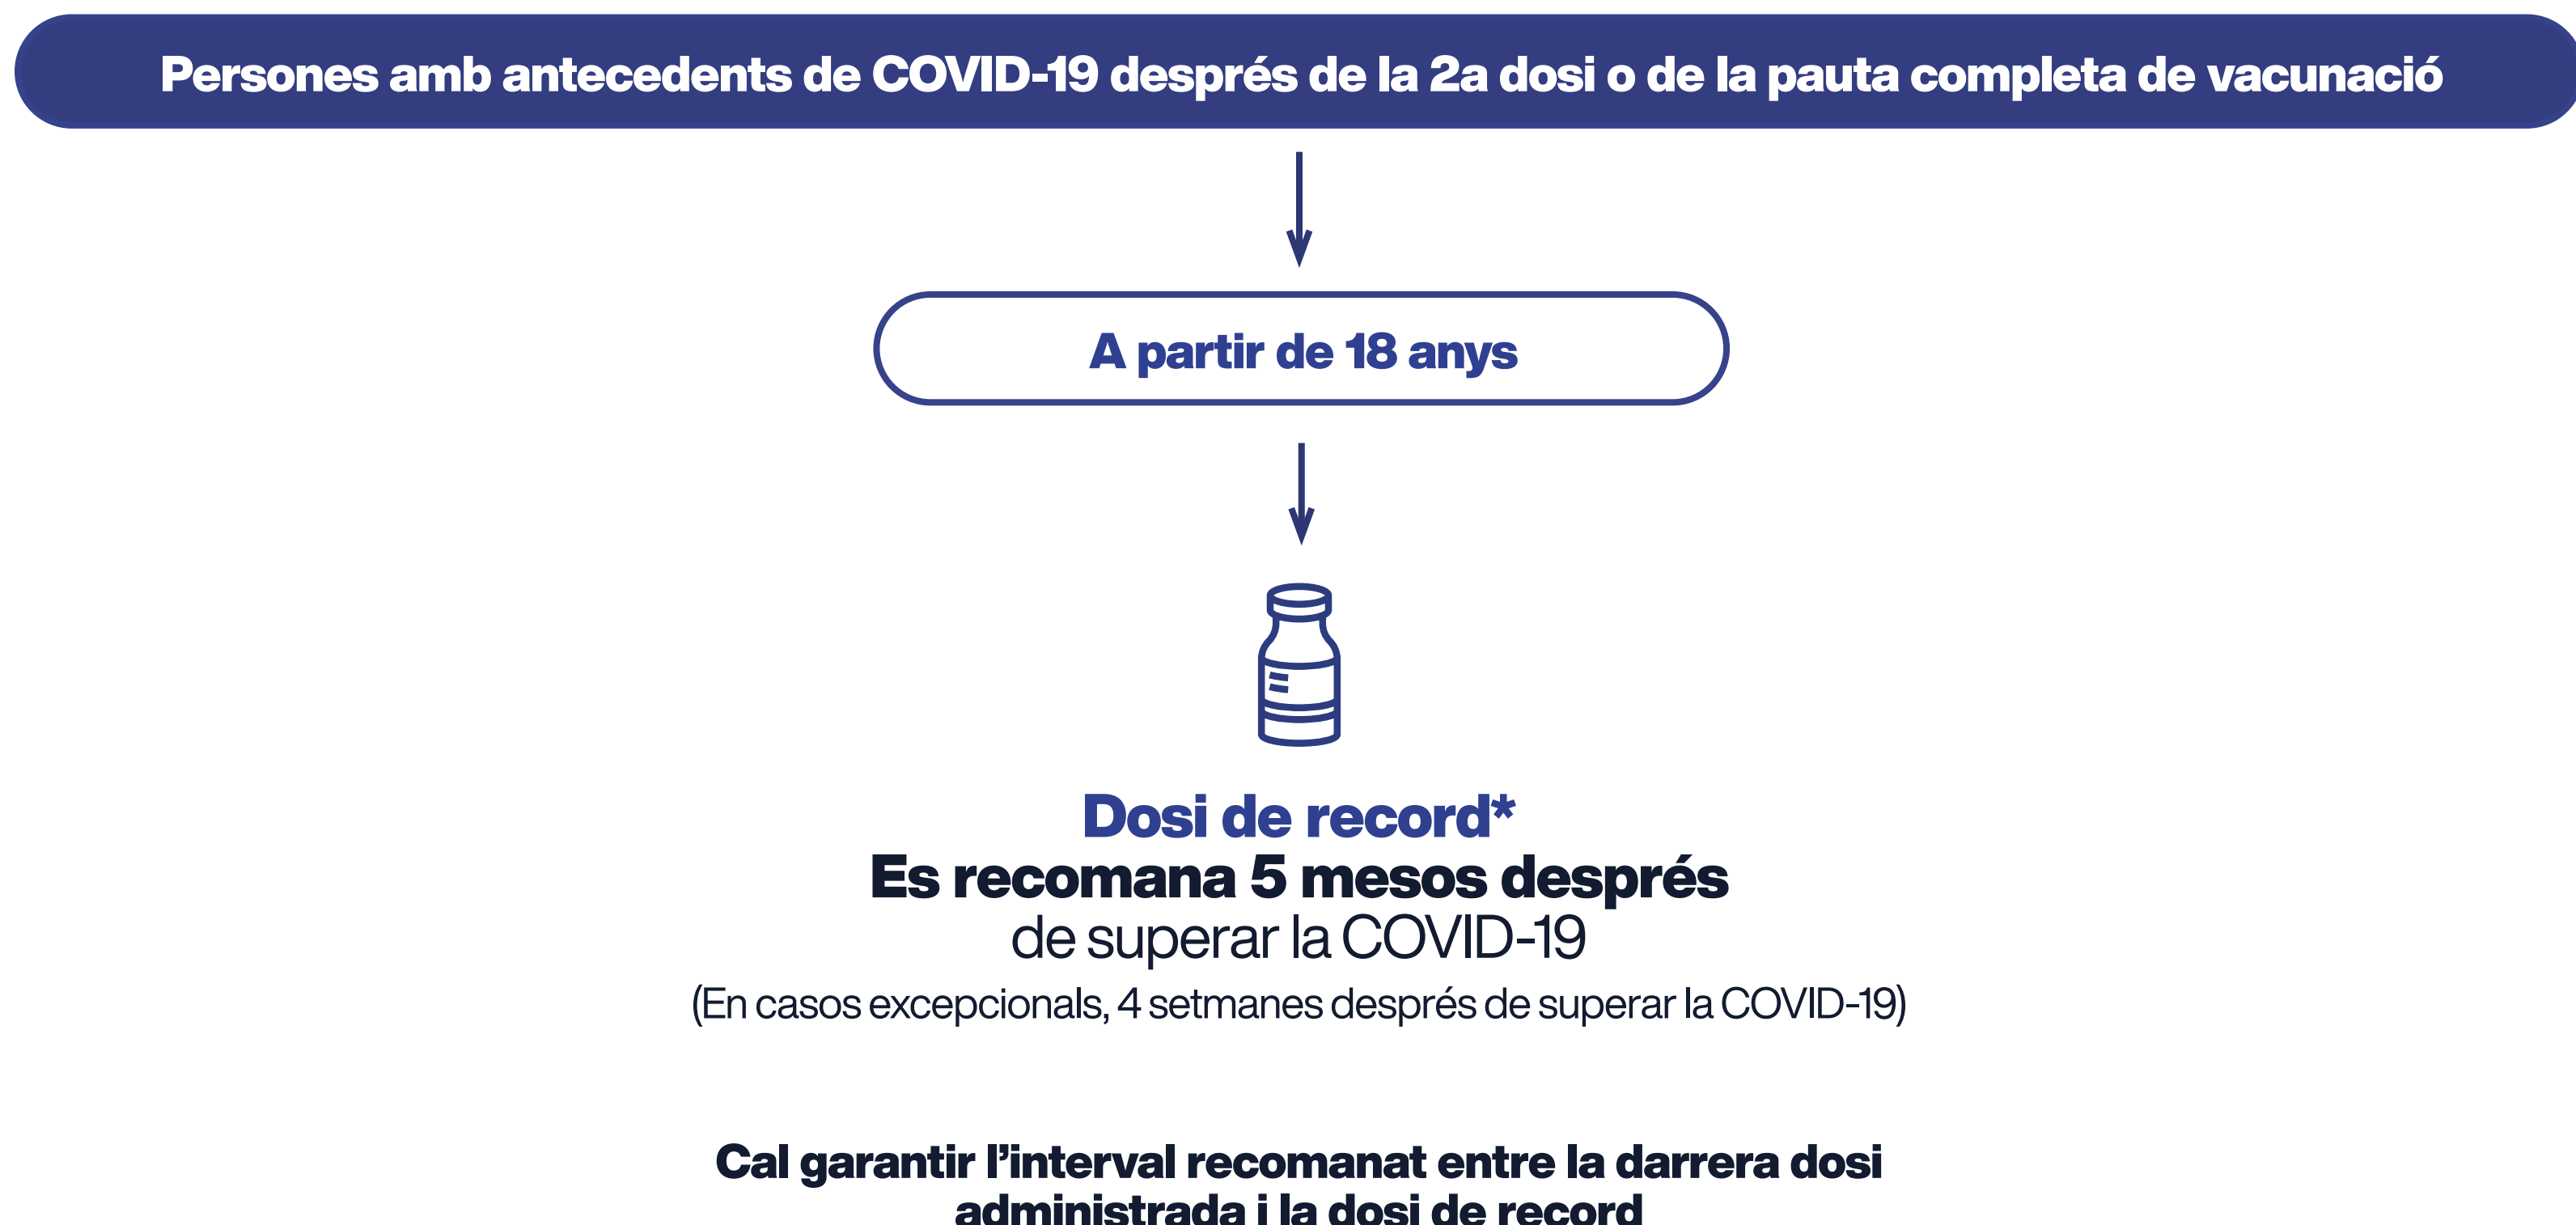 Persones amb antecedents de COVID-19 després de la 2a dosi o de la pauta completa de vacunació
A partir de 18 anys
Dosi de record*
Es recomana 5 mesos després
de superar la COVID-19
(En casos excepcionals, 4 setmanes després de superar la COVID-19)
Cal garantir l’interval recomanat entre la darrera dosi
administrada i la dosi de record